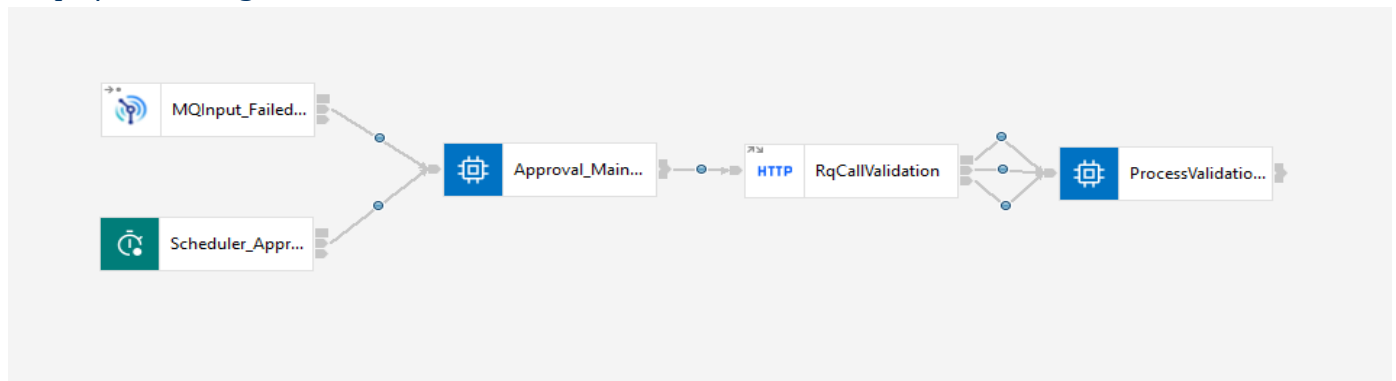 MQInput_Failed...
Approval_Main...
HTTP RqCallValidation
ProcessValidatio...
Scheduler_Appr...